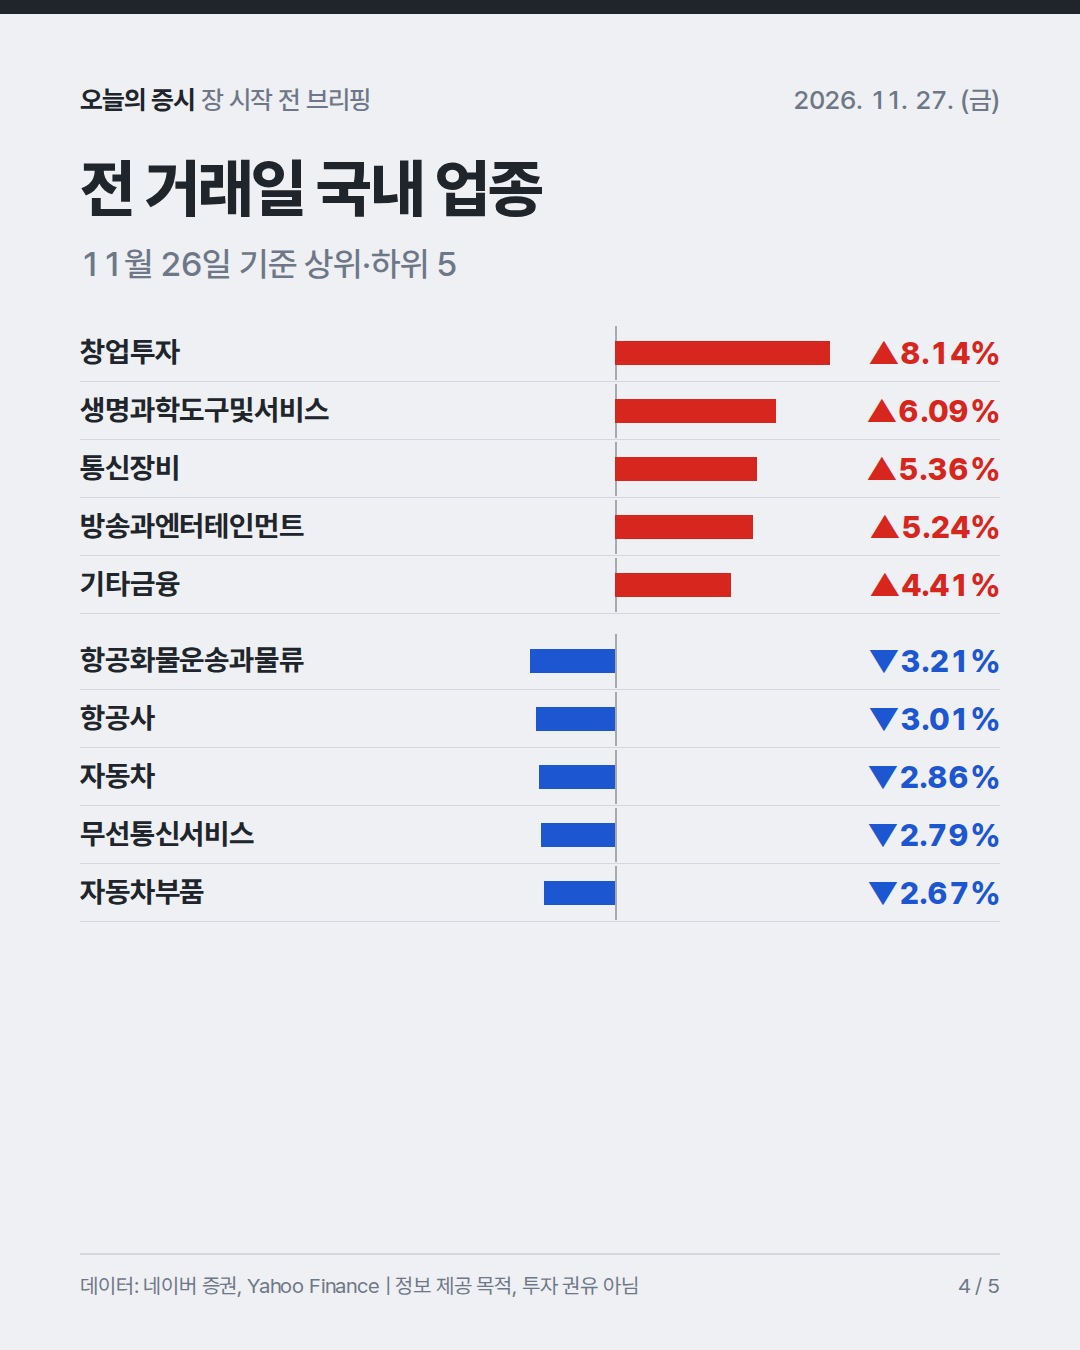 오늘의 증시 장 시작 전 브리핑 2026. 11. 27. (금)
전 거래일 국내 업종
11월 26일 기준 상위·하위 5
창업투자 ▲8.14%
생명과학도구및서비스 ▲6.09%
통신장비 ▲5.36%
방송과엔터테인먼트 ▲5.24%
기타금융 ▲4.41%
항공화물운송과물류 ▼3.21%
항공사 ▼3.01%
자동차 ▼2.86%
무선통신서비스 ▼2.79%
자동차부품 ▼2.67%
데이터: 네이버 증권, Yahoo Finance | 정보 제공 목적, 투자 권유 아님 4 / 5